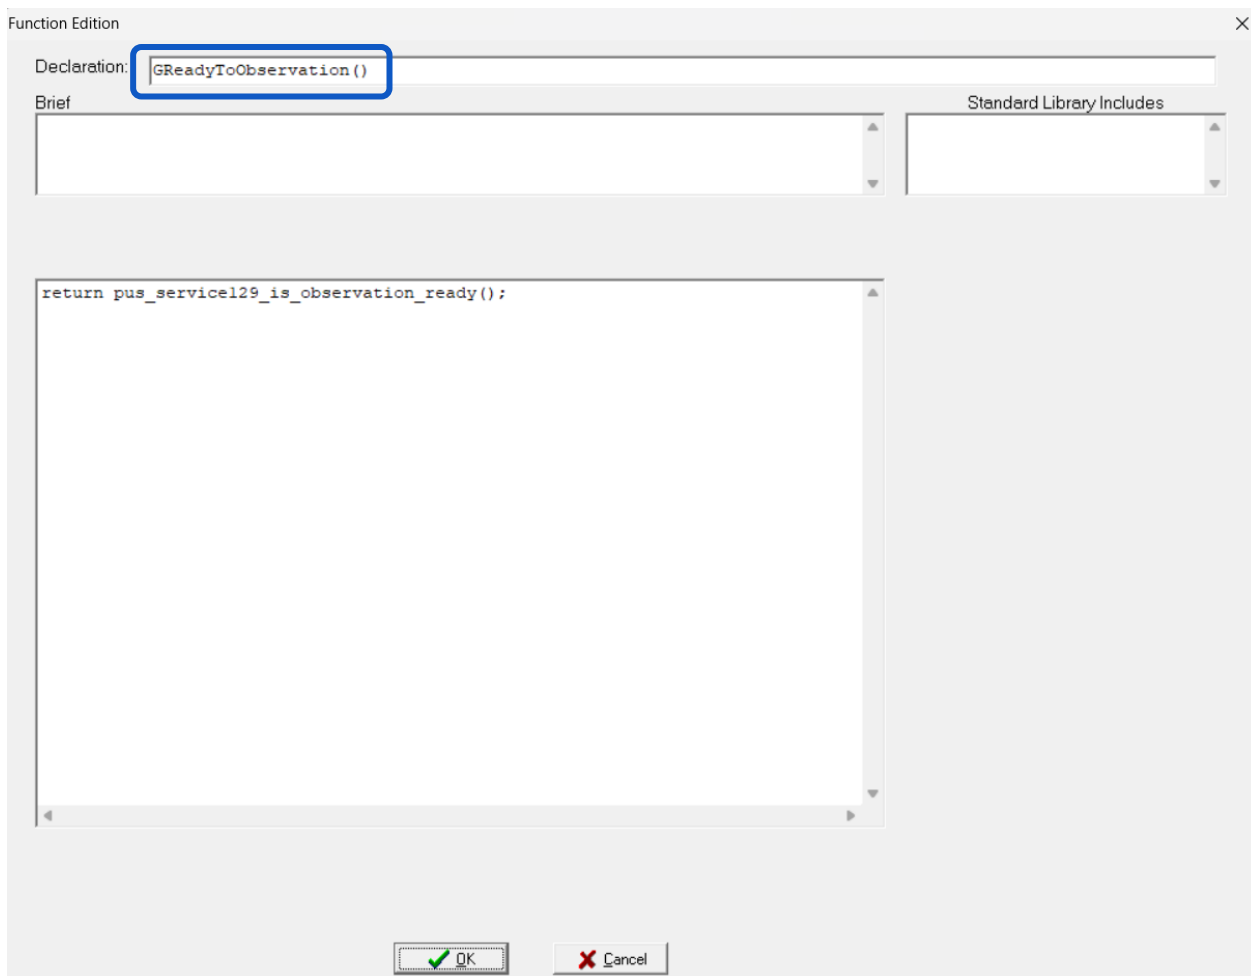 Function Edition
Declaration: GReadyToObservation()
Brief
Standard Library Includes
return pus_service129_is_observation_ready();
OK
Cancel